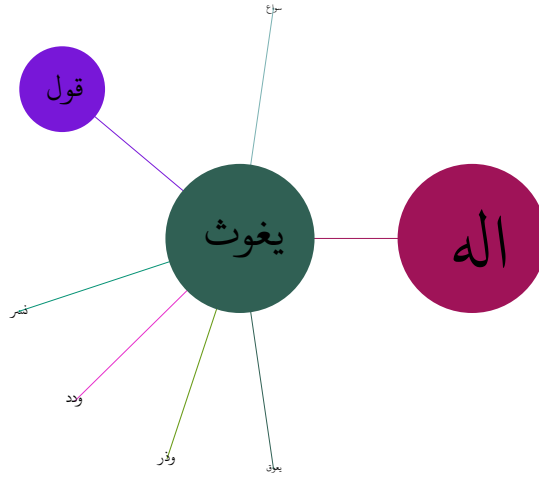 سواع
قول
يغوث
اله
نسر
ودد
وذر
يعوق